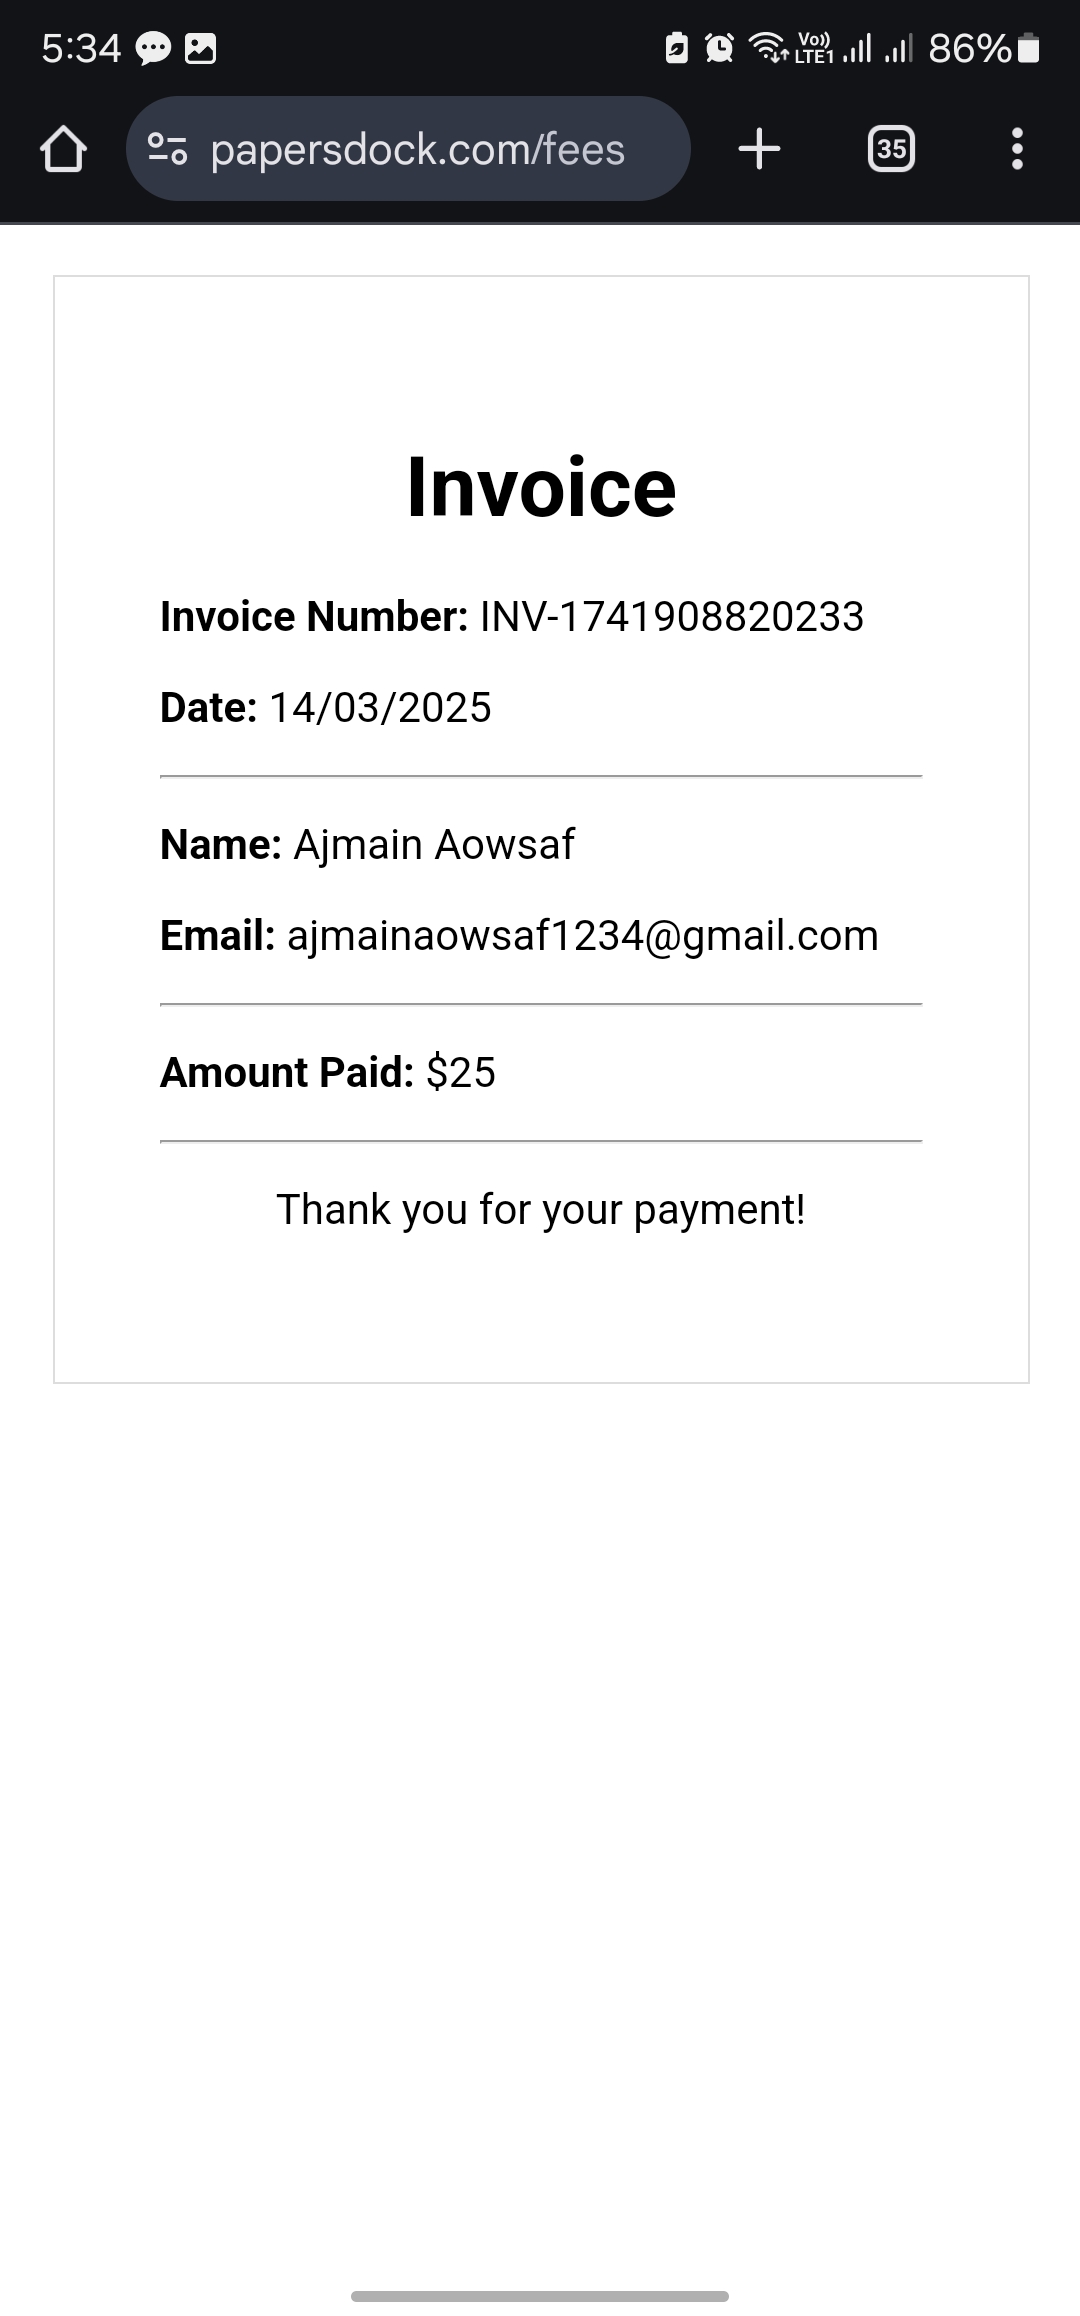 5:34
Vo)) LTE1
86%
papersdock.com/fees
35
Invoice
Invoice Number: INV-1741908820233
Date: 14/03/2025
Name: Ajmain Aowsaf
Email: ajmainaowsaf1234@gmail.com
Amount Paid: $25
Thank you for your payment!